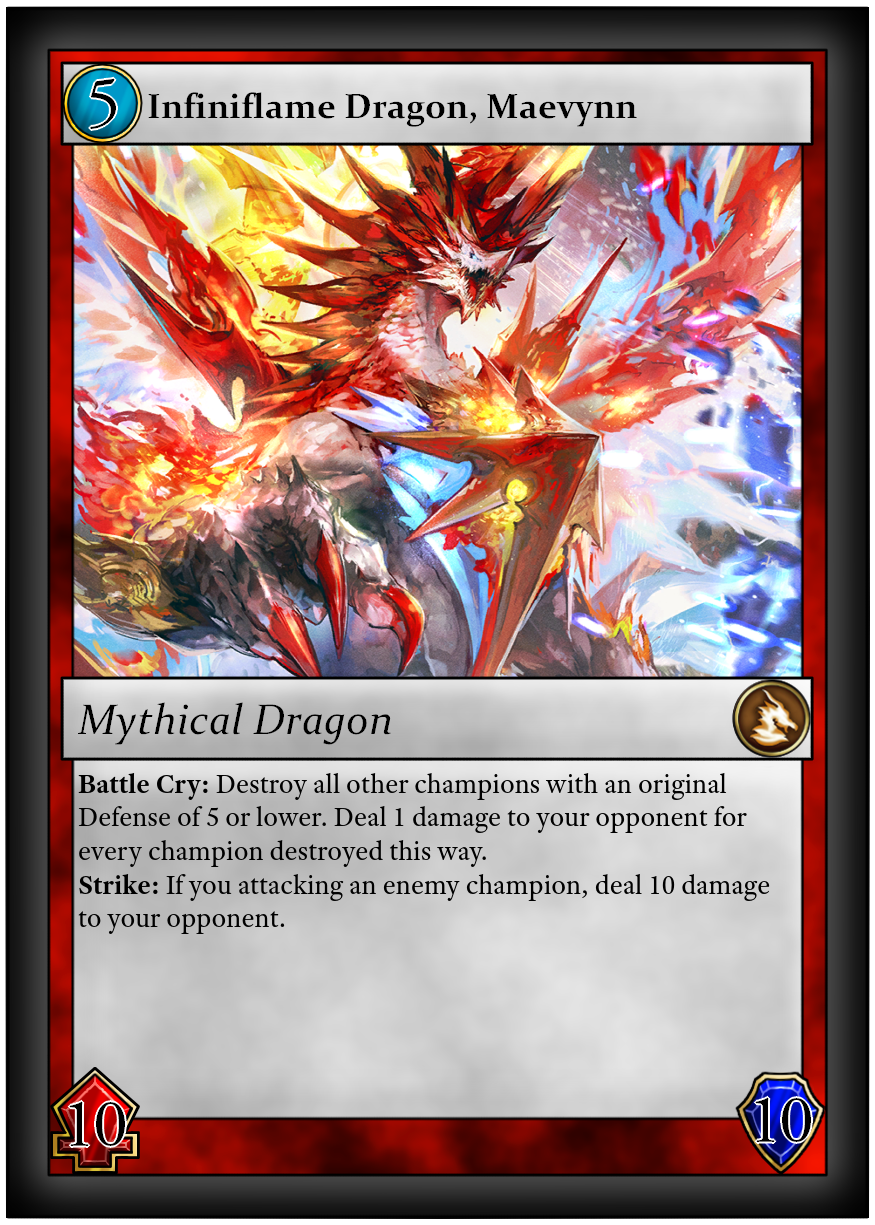 5
Infiniflame Dragon, Maevynn
Mythical Dragon
Battle Cry: Destroy all other champions with an original
Defense of 5 or lower. Deal 1 damage to your opponent for
every champion destroyed this way.
Strike: If you attacking an enemy champion, deal 10 damage
to your opponent.
10
10